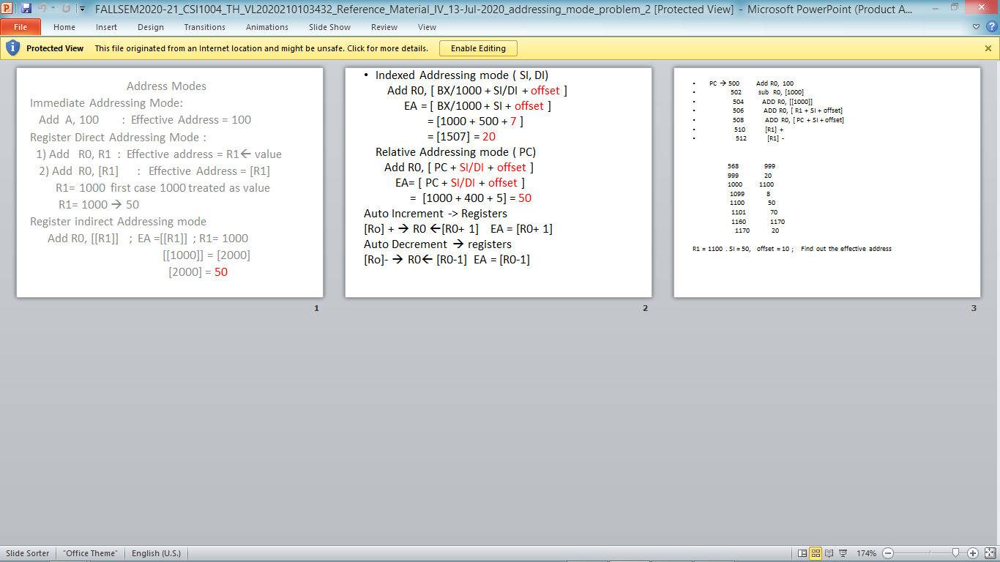 FALLSEM2020-21_CSI1004_TH_VL2020210103432_Reference_Material_IV_13-Jul-2020_addressing_mode_problem_2 [Protected View] - Microsoft PowerPoint (Product A...
File Home Insert Design Transitions Animations Slide Show Review View
Protected View This file originated from an Internet location and might be unsafe. Click for more details. Enable Editing
Address Modes
Immediate Addressing Mode:
Add A, 100 : Effective Address = 100
Register Direct Addressing Mode :
1) Add R0, R1 : Effective address = R1← value
2) Add R0, [R1] : Effective Address = [R1]
R1= 1000 first case 1000 treated as value
R1= 1000 → 50
Register indirect Addressing mode
Add R0, [[R1]] ; EA =[[R1]] ; R1= 1000
[[1000]] = [2000]
[2000] = 50
1
• Indexed Addressing mode ( SI, DI)
Add R0, [ BX/1000 + SI/DI + offset ]
EA = [ BX/1000 + SI + offset ]
= [1000 + 500 + 7 ]
= [1507] = 20
Relative Addressing mode ( PC)
Add R0, [ PC + SI/DI + offset ]
EA= [ PC + SI/DI + offset ]
= [1000 + 400 + 5] = 50
Auto Increment -> Registers
[Ro] + → R0 ←[R0+ 1] EA = [R0+ 1]
Auto Decrement → registers
[Ro]- → R0← [R0-1] EA = [R0-1]
2
• PC → 500 Add R0, 100
• 502 sub R0, [1000]
• 504 ADD R0, [[1000]]
• 506 ADD R0, [ R1 + SI + offset]
• 508 ADD R0, [ PC + SI + offset]
• 510 [R1] +
• 512 [R1] -
568 999
999 20
1000 1100
1099 8
1100 50
1101 70
1160 1170
1170 20
R1 = 1100 . SI = 50, offset = 10 ; Find out the effective address
3
Slide Sorter "Office Theme" English (U.S.) 174%